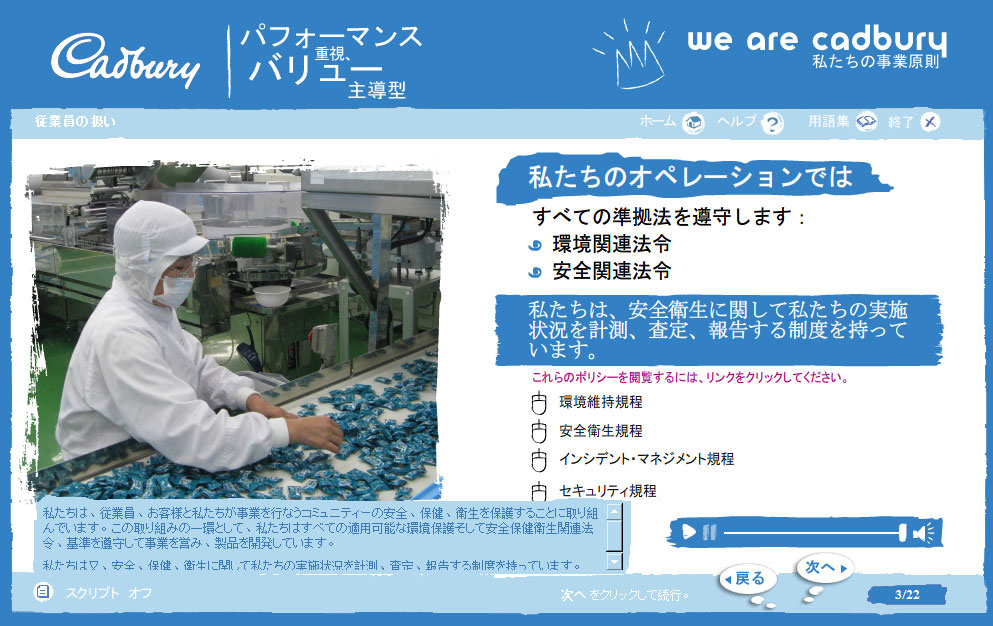 Cadbury
パフォーマンス
重視、
バリュー
主導型
we are cadbury
私たちの事業原則
従業員の扱い
ホーム ヘルプ 用語集 終了
私たちのオペレーションでは
すべての準拠法を遵守します：
環境関連法令
安全関連法令
私たちは、安全衛生に関して私たちの実施
状況を計測、査定、報告する制度を持って
います。
これらのポリシーを閲覧するには、リンクをクリックしてください。
環境維持規程
安全衛生規程
インシデント・マネジメント規程
セキュリティ規程
私たちは、従業員、お客様と私たちが事業を行なうコミュニティーの安全、保健、衛生を保護することに取り組
んでいます。この取り組みの一環として、私たちはすべての適用可能な環境保護そして安全保健衛生関連法
令、基準を遵守して事業を営み、製品を開発しています。
私たちは又、安全、保健、衛生に関して私たちの実施状況を計測、査定、報告する制度を持っています。
戻る
次へ
スクリプト オフ
次へ をクリックして続行。
3/22